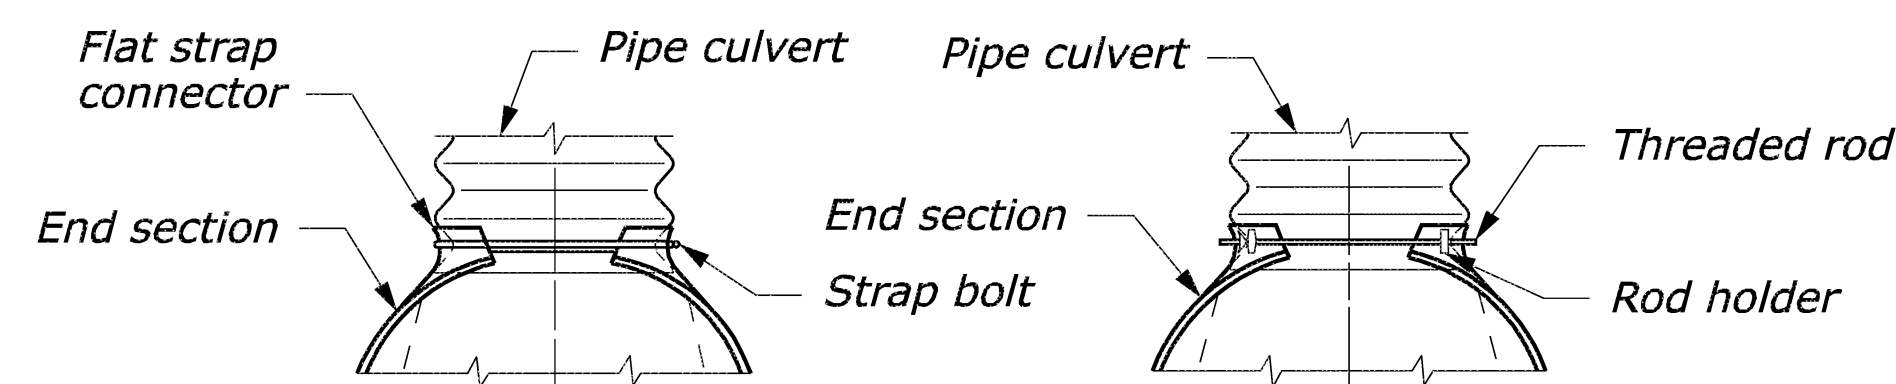 Flat strap
connector
Pipe culvert
End section
Strap bolt
Pipe culvert
Threaded rod
End section
Rod holder